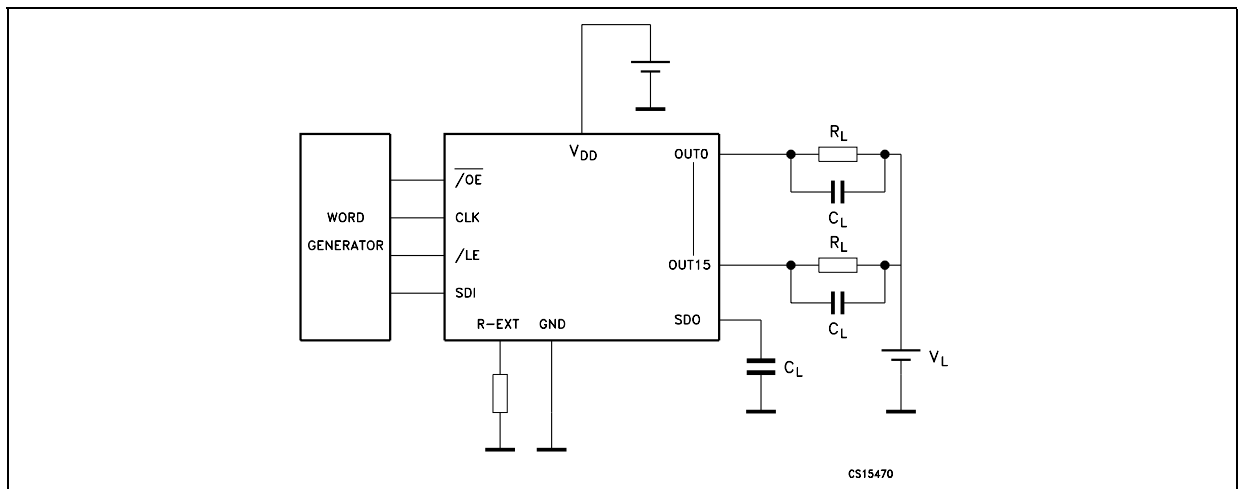 V_DD
OUT0
R_L
/OE
C_L
WORD
GENERATOR
CLK
R_L
/LE
OUT15
SDI
C_L
R-EXT
GND
SDO
C_L
V_L
CS15470